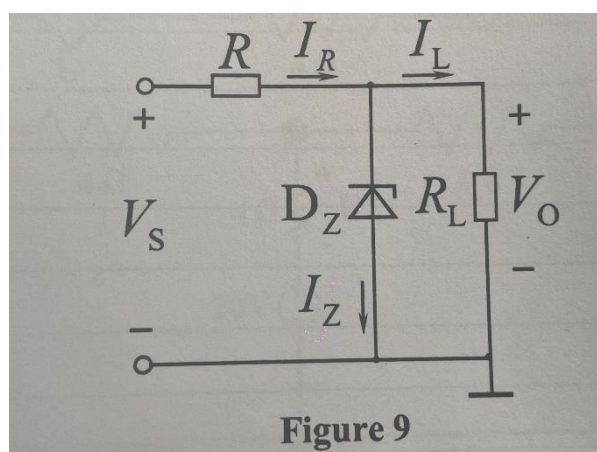 R I_R I_L
+ +
V_S D_Z R_L V_O
I_Z −
−
Figure 9